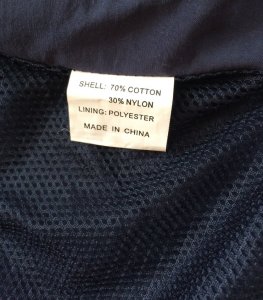 SHELL: 70% COTTON
30% NYLON
LINING: POLYESTER
MADE IN CHINA